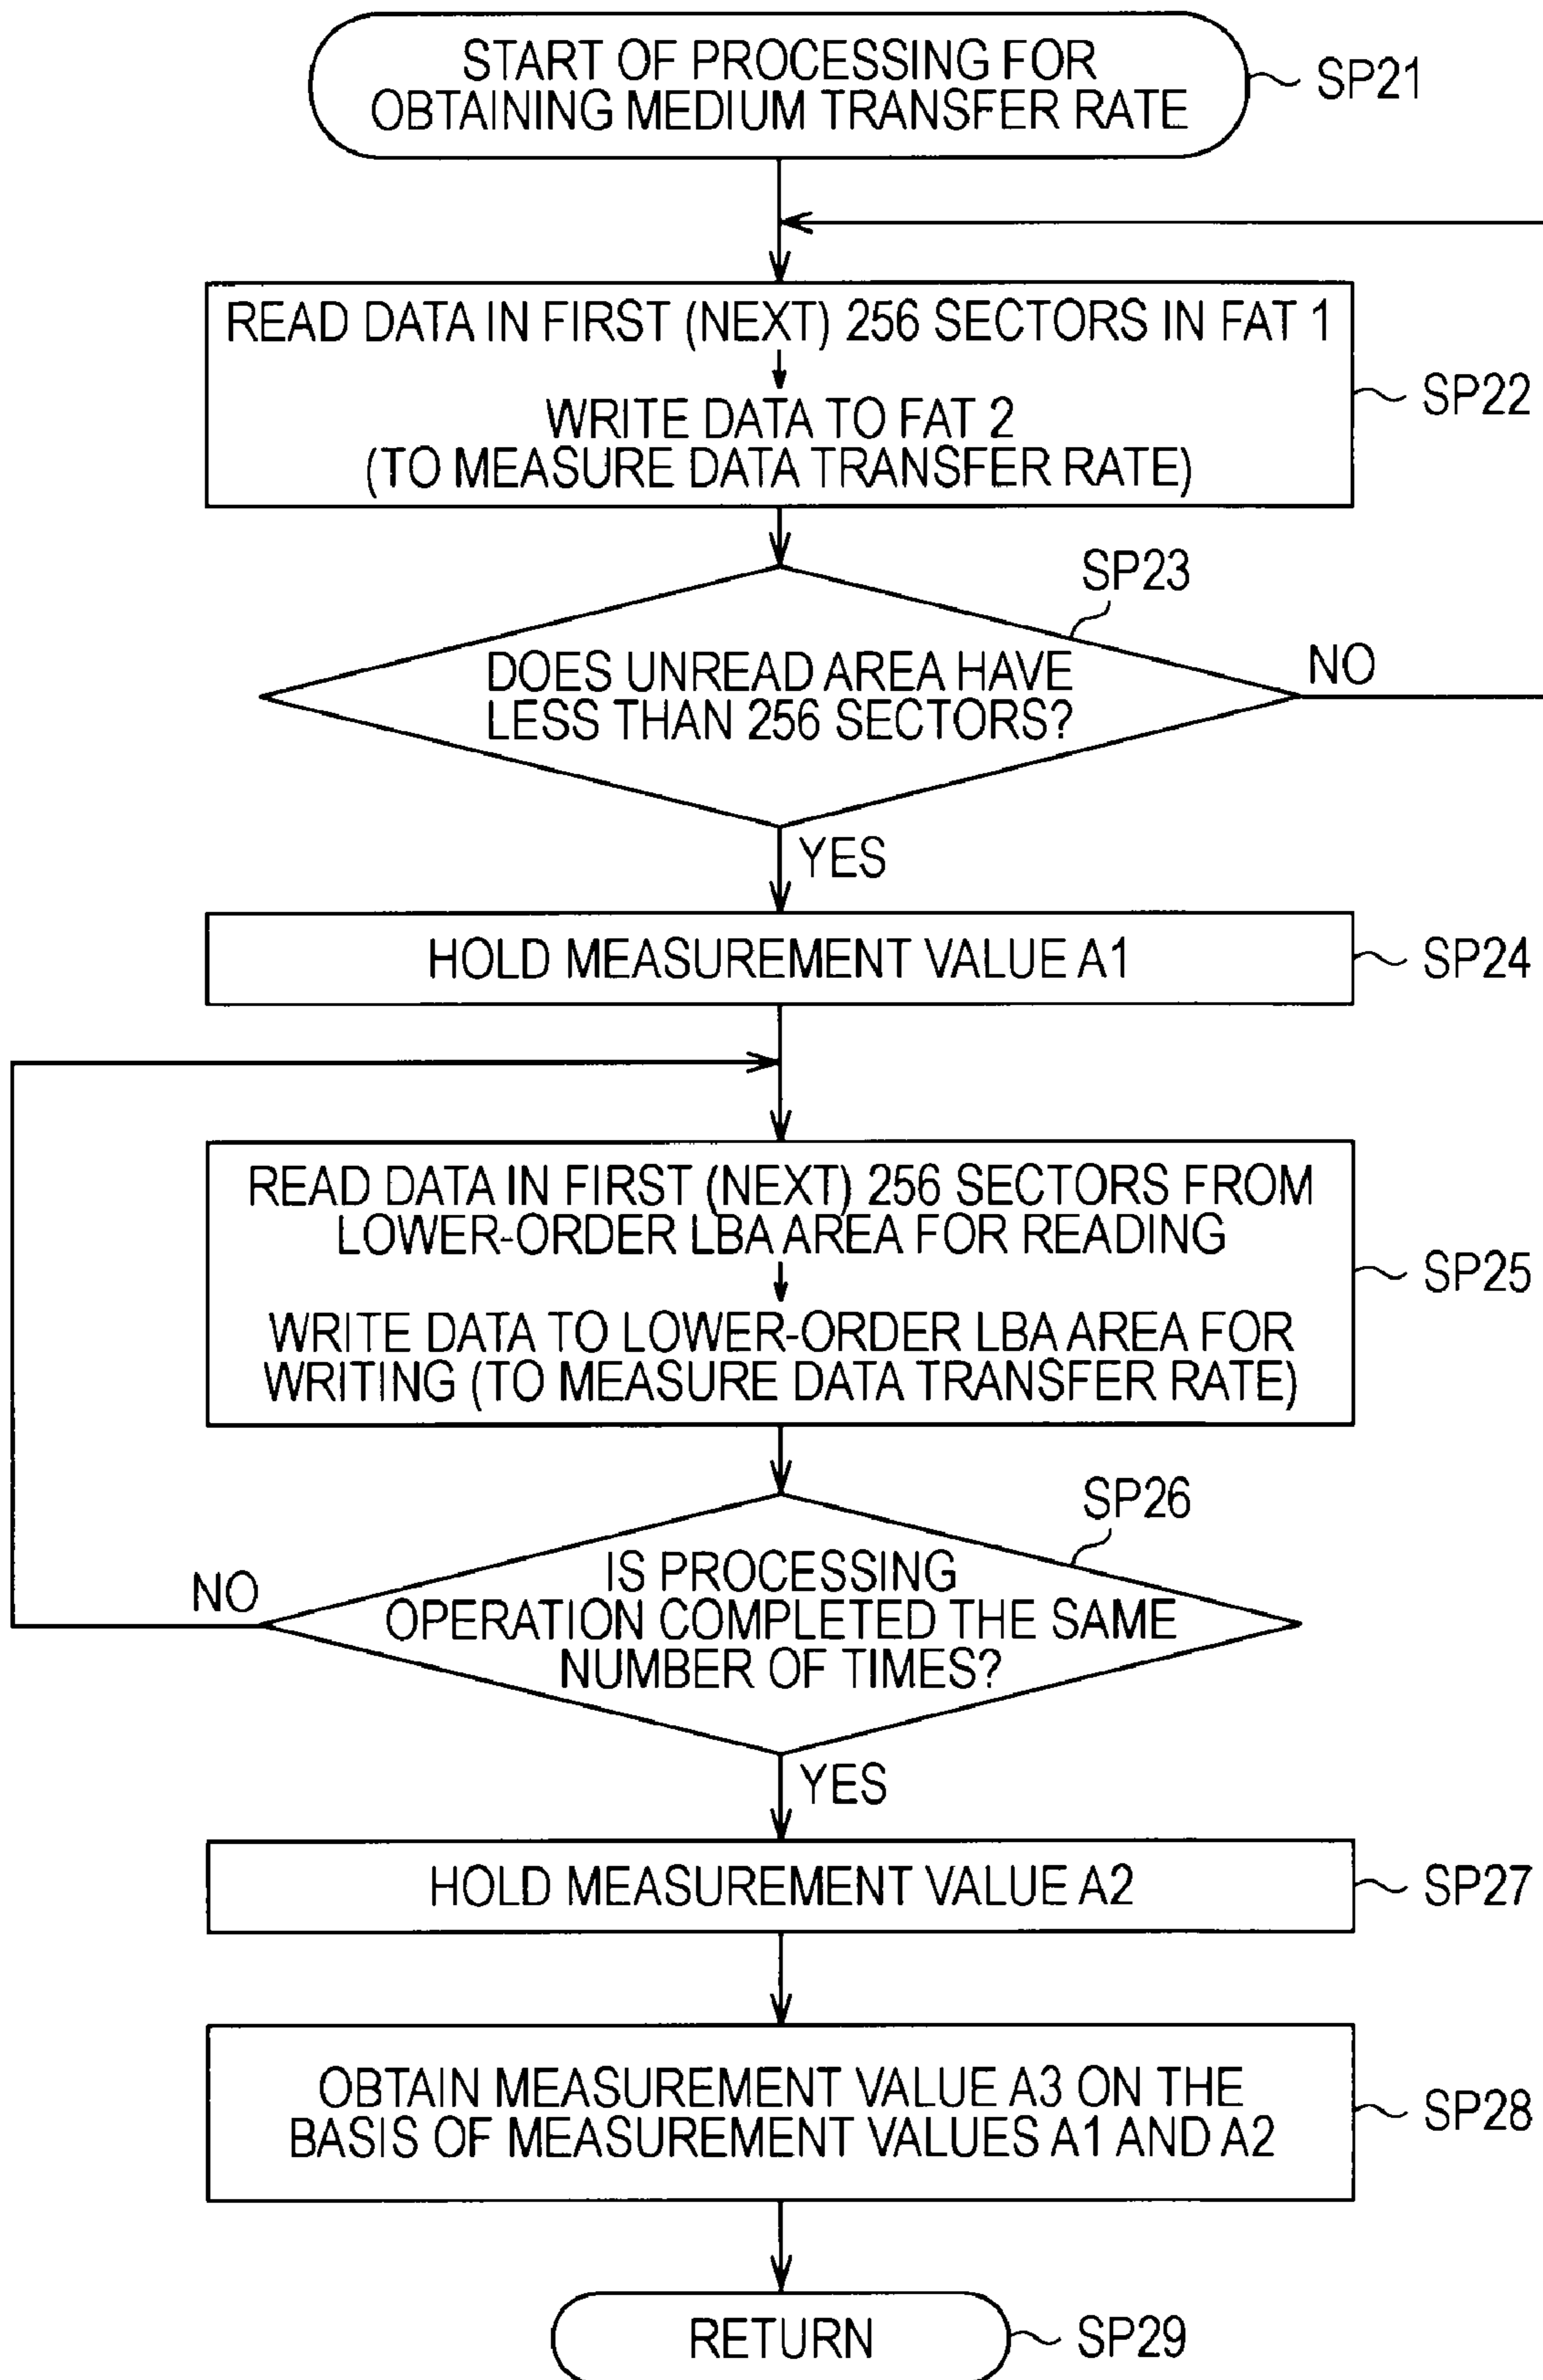 START OF PROCESSING FOR
OBTAINING MEDIUM TRANSFER RATE
SP21
READ DATA IN FIRST (NEXT) 256 SECTORS IN FAT 1
WRITE DATA TO FAT 2
(TO MEASURE DATA TRANSFER RATE)
SP22
SP23
DOES UNREAD AREA HAVE
LESS THAN 256 SECTORS?
NO
YES
HOLD MEASUREMENT VALUE A1
SP24
READ DATA IN FIRST (NEXT) 256 SECTORS FROM
LOWER-ORDER LBA AREA FOR READING
WRITE DATA TO LOWER-ORDER LBA AREA FOR
WRITING (TO MEASURE DATA TRANSFER RATE)
SP25
SP26
NO
IS PROCESSING
OPERATION COMPLETED THE SAME
NUMBER OF TIMES?
YES
HOLD MEASUREMENT VALUE A2
SP27
OBTAIN MEASUREMENT VALUE A3 ON THE
BASIS OF MEASUREMENT VALUES A1 AND A2
SP28
RETURN
SP29